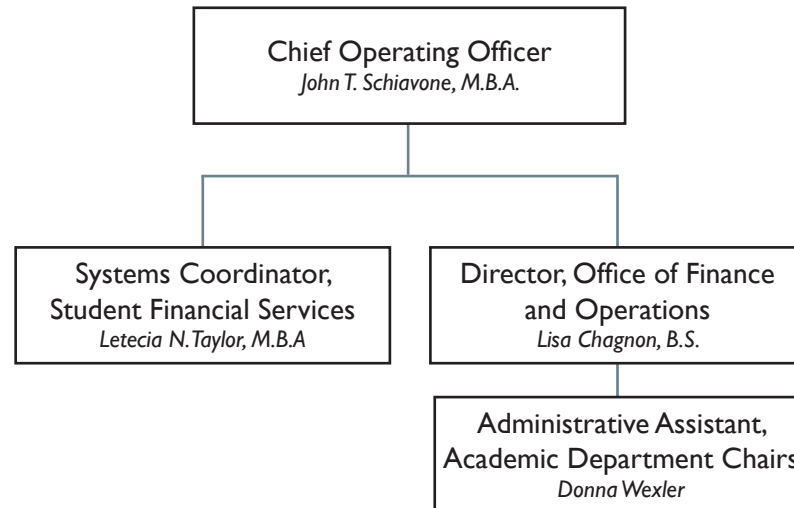 Chief Operating Officer
John T. Schiavone, M.B.A.
Systems Coordinator,
Student Financial Services
Letecia N. Taylor, M.B.A
Director, Office of Finance
and Operations
Lisa Chagnon, B.S.
Administrative Assistant,
Academic Department Chairs
Donna Wexler